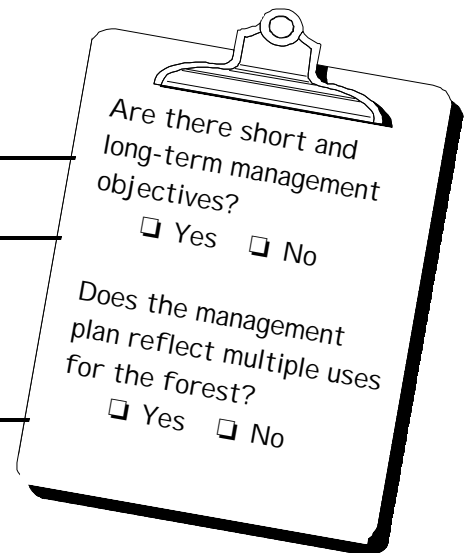 Are there short and
long-term management
objectives?
❏ Yes ❏ No
Does the management
plan reflect multiple uses
for the forest?
❏ Yes ❏ No